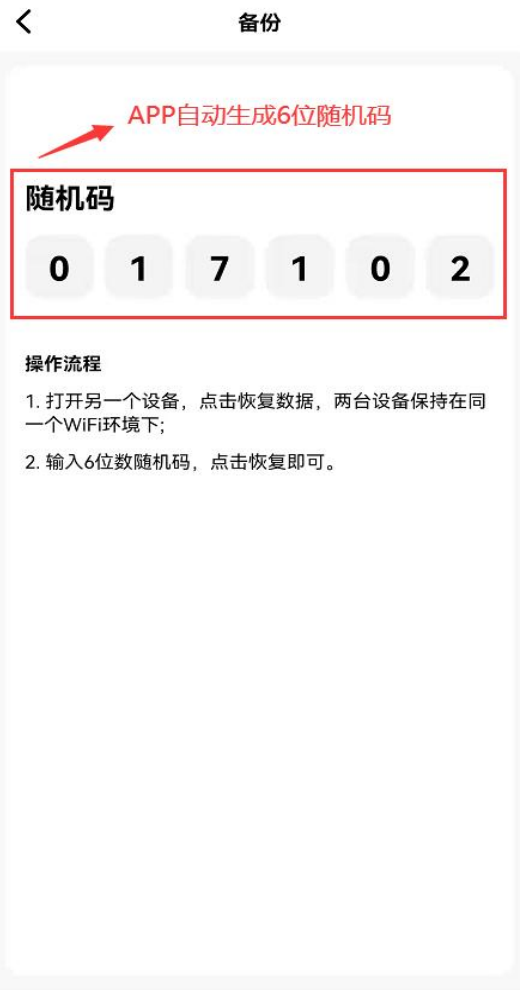 备份
APP自动生成6位随机码
随机码
0 1 7 1 0 2
操作流程
1. 打开另一个设备，点击恢复数据，两台设备保持在同
一个WiFi环境下;
2. 输入6位数随机码，点击恢复即可。